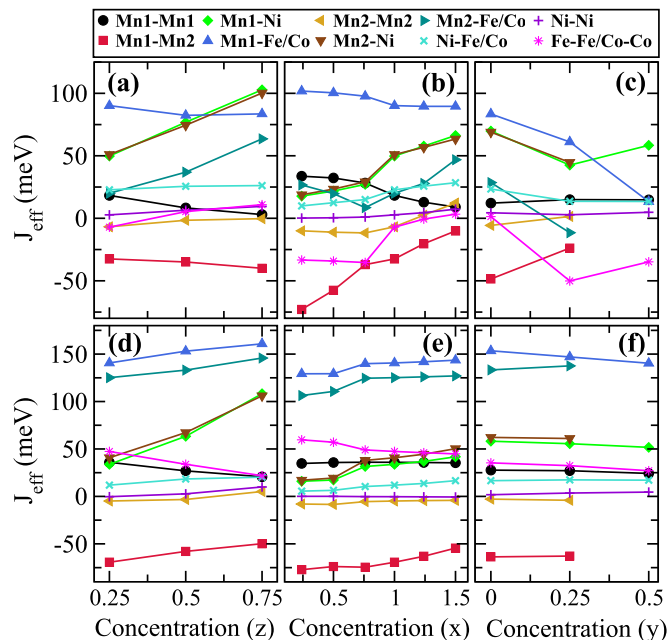 Mn1-Mn1 Mn1-Ni Mn2-Mn2 Mn2-Fe/Co Ni-Ni
Mn1-Mn2 Mn1-Fe/Co Mn2-Ni Ni-Fe/Co Fe-Fe/Co-Co
(a) (b) (c)
100
50
0
-50
J_eff (meV)
(d) (e) (f)
150
100
50
0
-50
J_eff (meV)
0.25 0.5 0.75 0.5 1 1.5 0 0.25 0.5
Concentration (z) Concentration (x) Concentration (y)